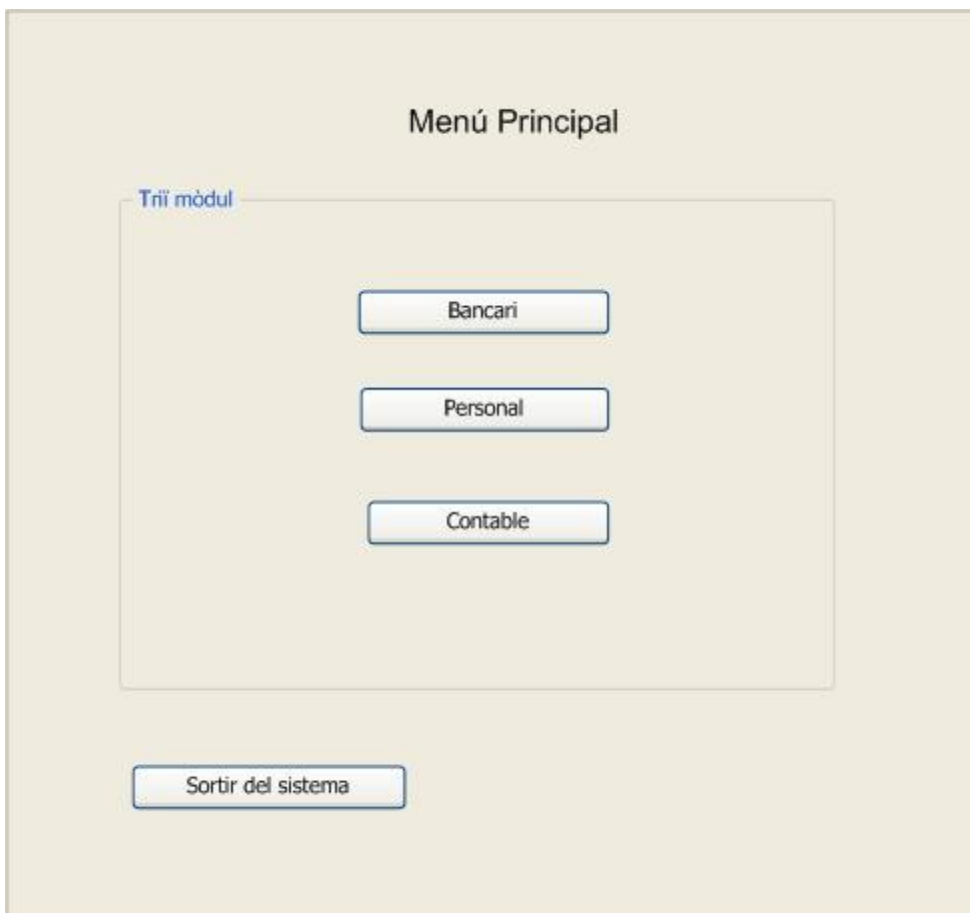 Menú Principal
Triï mòdul
Bancari
Personal
Contable
Sortir del sistema